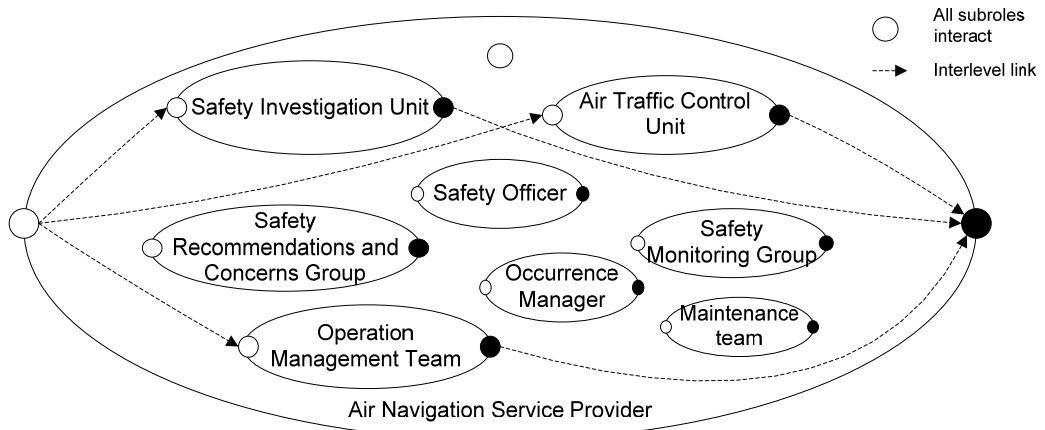 All subroles
interact
Interlevel link
Safety Investigation Unit
Air Traffic Control
Unit
Safety Officer
Safety
Recommendations and
Concerns Group
Safety
Monitoring Group
Occurrence
Manager
Maintenance
team
Operation
Management Team
Air Navigation Service Provider